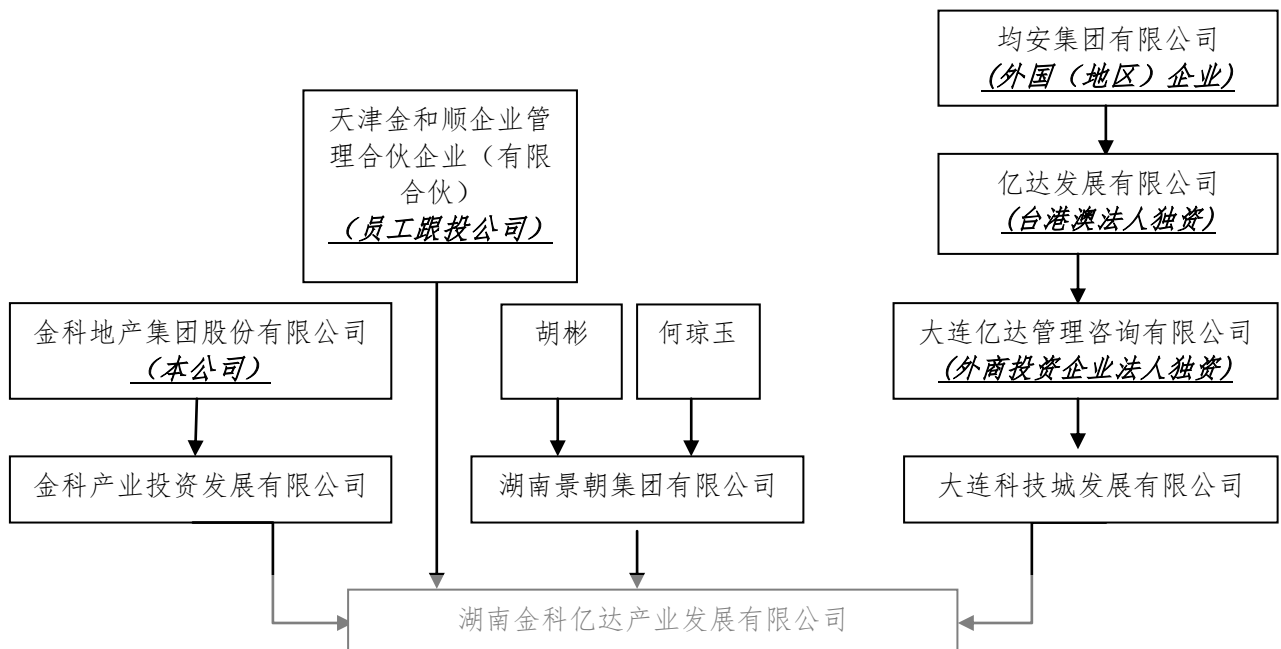 均安集团有限公司
(外国（地区）企业)
天津金和顺企业管
理合伙企业（有限
合伙）
（员工跟投公司）
亿达发展有限公司
(台港澳法人独资)
金科地产集团股份有限公司
（本公司）
胡彬
何琼玉
大连亿达管理咨询有限公司
(外商投资企业法人独资)
金科产业投资发展有限公司
湖南景朝集团有限公司
大连科技城发展有限公司
湖南金科亿达产业发展有限公司